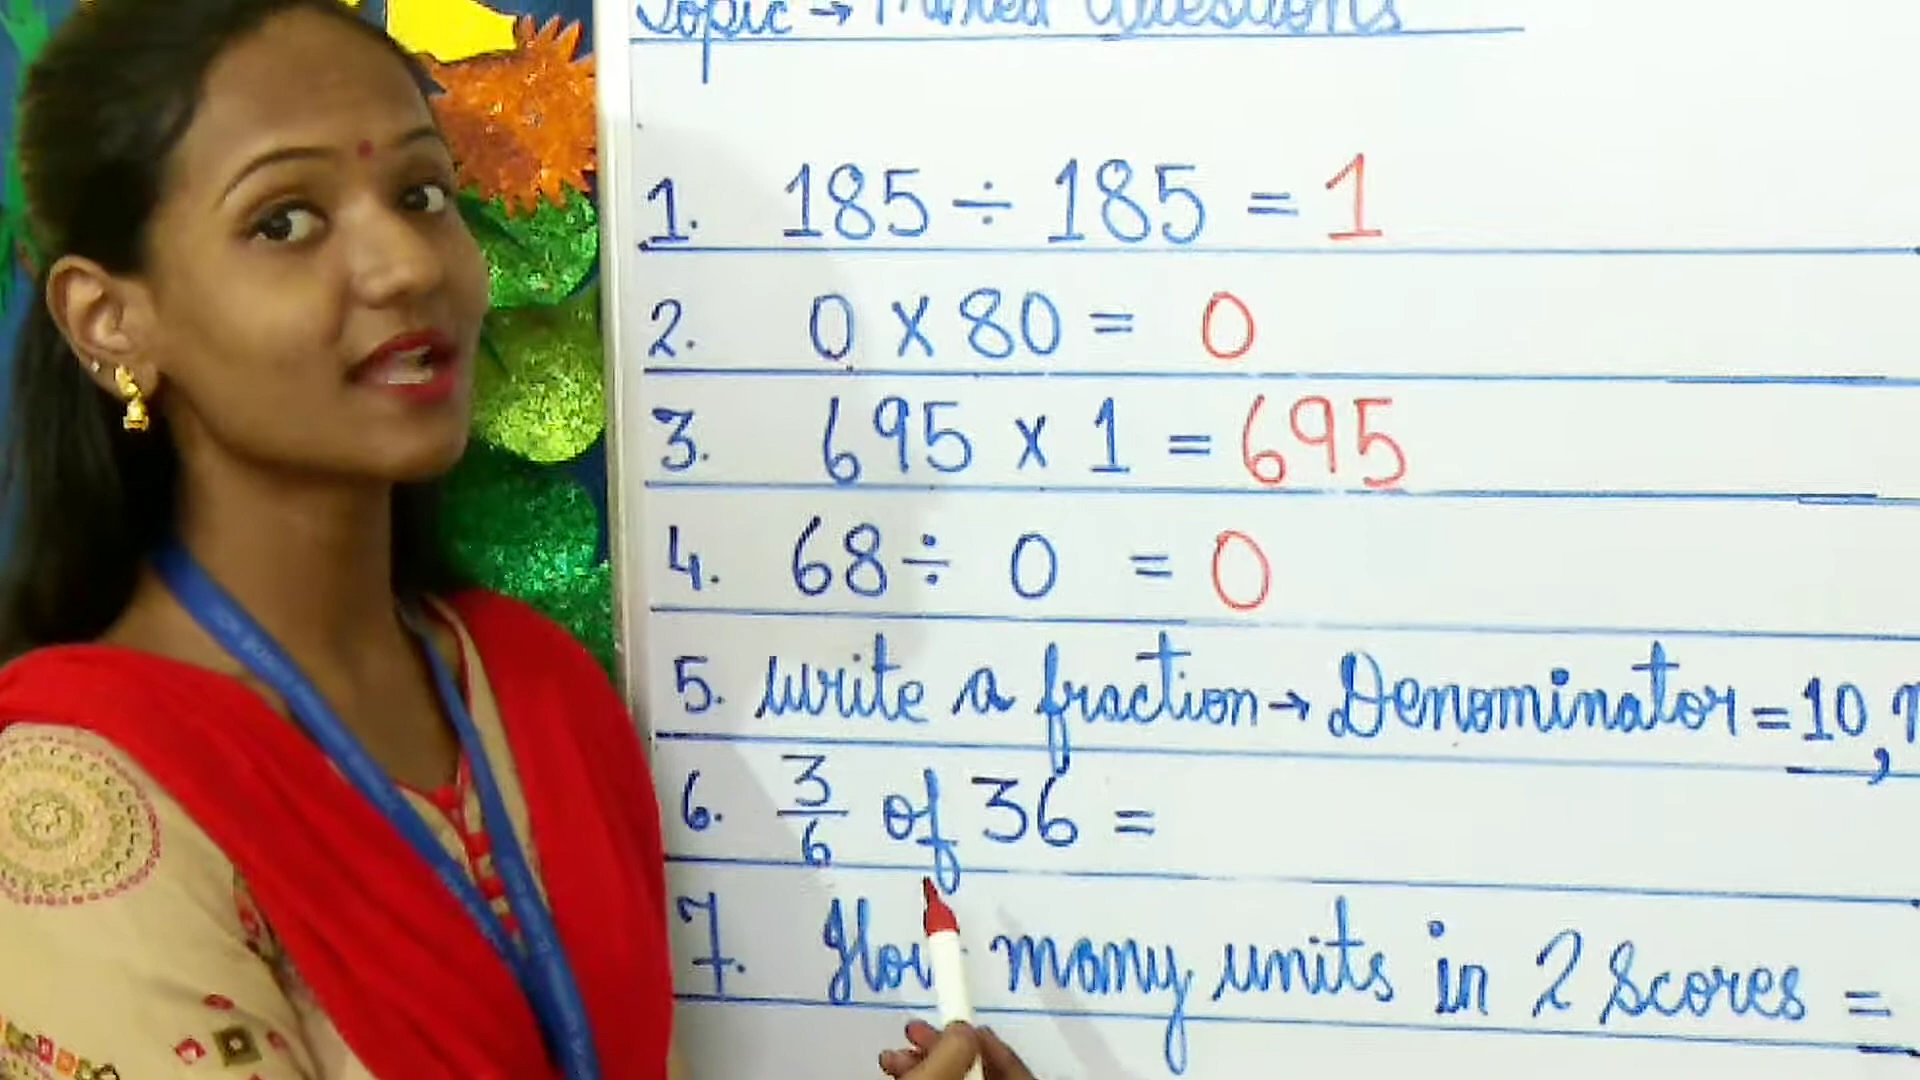 Topic → Mixed Questions
1. 185 ÷ 185 = 1
2. 0 x 80 = 0
3. 695 x 1 = 695
4. 68 ÷ 0 = 0
5. write a fraction → Denominator = 10,
6. 3/6 of 36 =
7. How many units in 2 Scores =